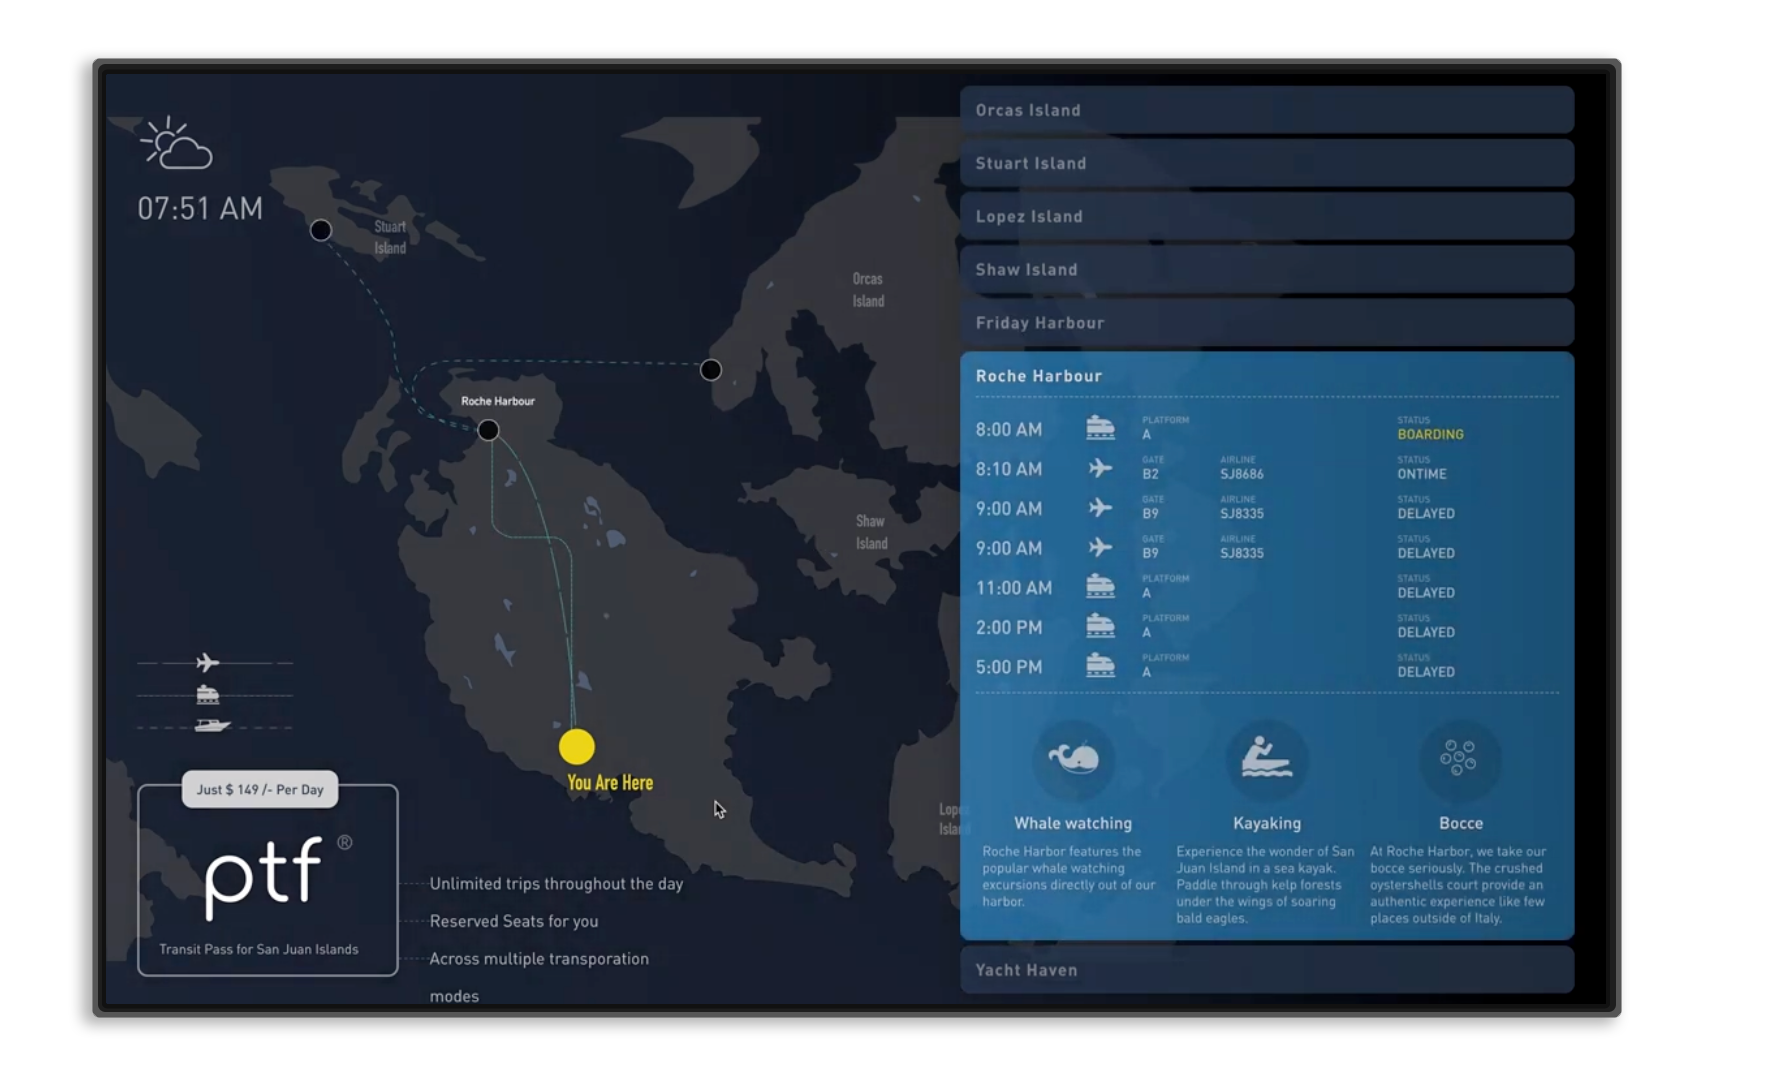 07:51 AM
Stuart
Island
Orcas
Island
Roche Harbour
Shaw
Island
You Are Here
Just $ 149 /- Per Day
ptf ®
Transit Pass for San Juan Islands
Unlimited trips throughout the day
Reserved Seats for you
Across multiple transporation
modes
Orcas Island
Stuart Island
Lopez Island
Shaw Island
Friday Harbour
Roche Harbour
8:00 AM PLATFORM A STATUS BOARDING
8:10 AM GATE B2 AIRLINE SJ8686 STATUS ONTIME
9:00 AM GATE B9 AIRLINE SJ8335 STATUS DELAYED
9:00 AM GATE B9 AIRLINE SJ8335 STATUS DELAYED
11:00 AM PLATFORM A STATUS DELAYED
2:00 PM PLATFORM A STATUS DELAYED
5:00 PM PLATFORM A STATUS DELAYED
Whale watching
Roche Harbor features the
popular whale watching
excursions directly out of our
harbor.
Kayaking
Experience the wonder of San
Juan Island in a sea kayak.
Paddle through kelp forests
under the wings of soaring
bald eagles.
Bocce
At Roche Harbor, we take our
bocce seriously. The crushed
oystershells court provide an
authentic experience like few
places outside of Italy.
Yacht Haven